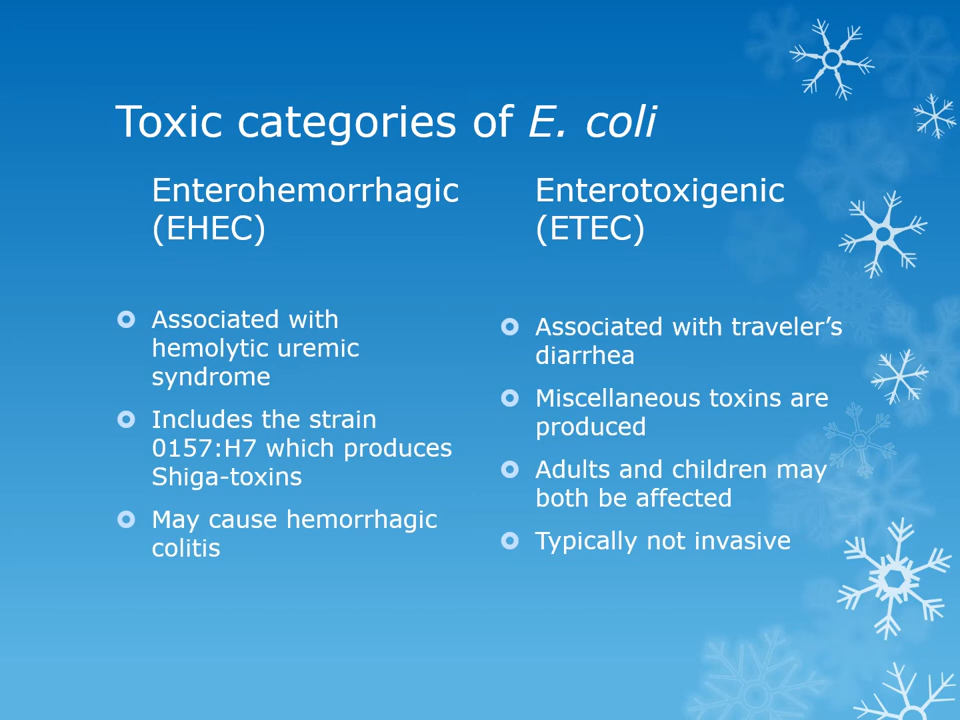 Toxic categories of E. coli
Enterohemorrhagic
(EHEC)
Associated with
hemolytic uremic
syndrome
Includes the strain
0157:H7 which produces
Shiga-toxins
May cause hemorrhagic
colitis
Enterotoxigenic
(ETEC)
Associated with traveler’s
diarrhea
Miscellaneous toxins are
produced
Adults and children may
both be affected
Typically not invasive